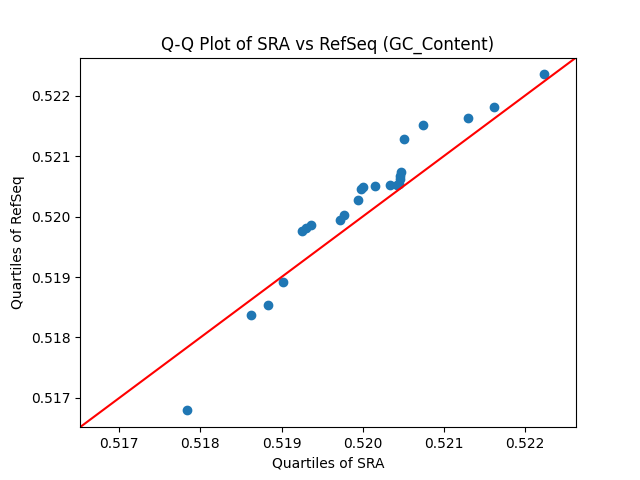 Q-Q Plot of SRA vs RefSeq (GC_Content)
Quartiles of RefSeq
0.522
0.521
0.520
0.519
0.518
0.517
0.517 0.518 0.519 0.520 0.521 0.522
Quartiles of SRA